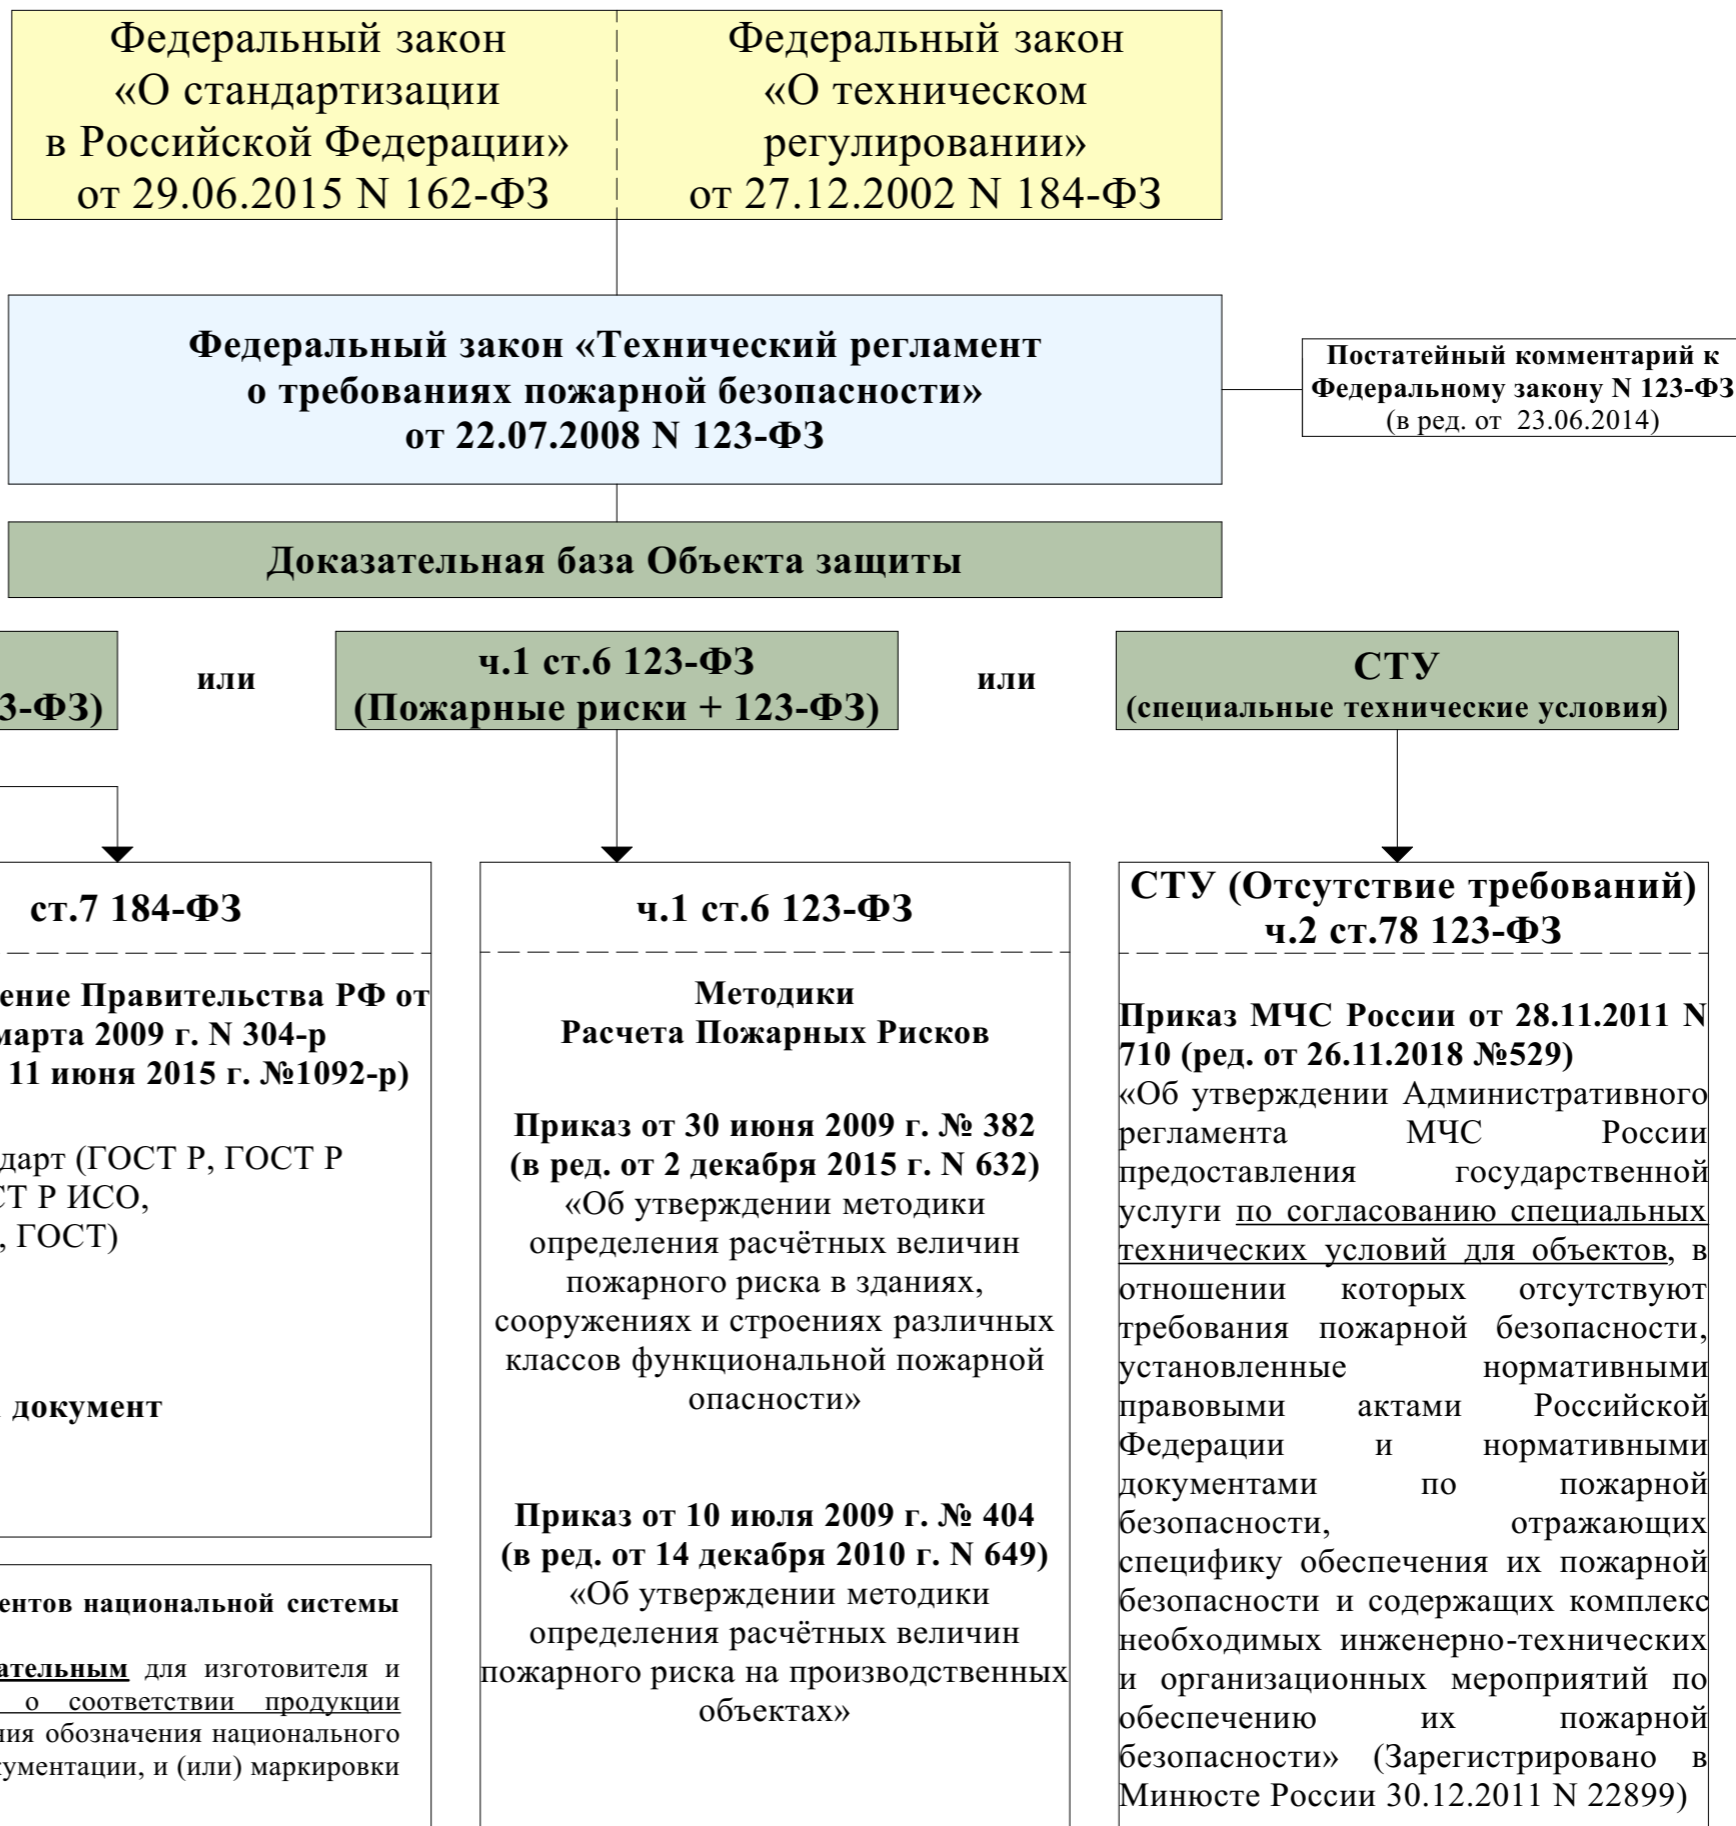 Федеральный закон
«О стандартизации
в Российской Федерации»
от 29.06.2015 N 162-ФЗ
Федеральный закон
«О техническом
регулировании»
от 27.12.2002 N 184-ФЗ
Федеральный закон «Технический регламент
о требованиях пожарной безопасности»
от 22.07.2008 N 123-ФЗ
Постатейный комментарий к
Федеральному закону N 123-ФЗ
(в ред. от 23.06.2014)
Доказательная база Объекта защиты
3-ФЗ)
или
ч.1 ст.6 123-ФЗ
(Пожарные риски + 123-ФЗ)
или
СТУ
(специальные технические условия)
ст.7 184-ФЗ
ение Правительства РФ от
марта 2009 г. N 304-р
11 июня 2015 г. №1092-р)
дарт (ГОСТ Р, ГОСТ Р
СТ Р ИСО,
, ГОСТ)
документ
ентов национальной системы
ательным для изготовителя и
о соответствии продукции
ния обозначения национального
кументации, и (или) маркировки
ч.1 ст.6 123-ФЗ
Методики
Расчета Пожарных Рисков
Приказ от 30 июня 2009 г. № 382
(в ред. от 2 декабря 2015 г. N 632)
«Об утверждении методики
определения расчётных величин
пожарного риска в зданиях,
сооружениях и строениях различных
классов функциональной пожарной
опасности»
Приказ от 10 июля 2009 г. № 404
(в ред. от 14 декабря 2010 г. N 649)
«Об утверждении методики
определения расчётных величин
пожарного риска на производственных
объектах»
СТУ (Отсутствие требований)
ч.2 ст.78 123-ФЗ
Приказ МЧС России от 28.11.2011 N
710 (ред. от 26.11.2018 №529)
«Об утверждении Административного
регламента МЧС России
предоставления государственной
услуги по согласованию специальных
технических условий для объектов, в
отношении которых отсутствуют
требования пожарной безопасности,
установленные нормативными
правовыми актами Российской
Федерации и нормативными
документами по пожарной
безопасности, отражающих
специфику обеспечения их пожарной
безопасности и содержащих комплекс
необходимых инженерно-технических
и организационных мероприятий по
обеспечению их пожарной
безопасности» (Зарегистрировано в
Минюсте России 30.12.2011 N 22899)